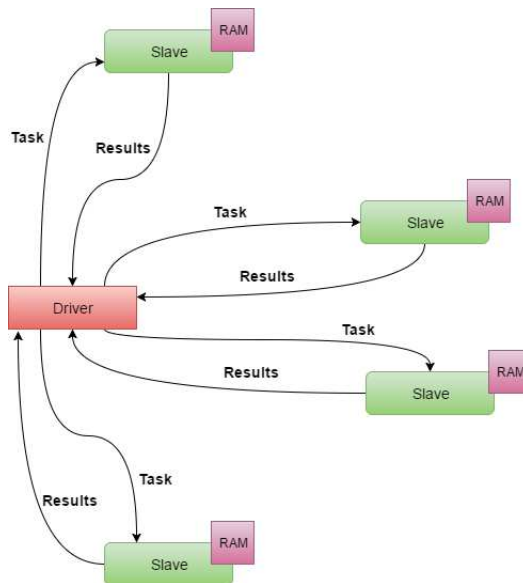 RAM
Slave
Task
Results
RAM
Task
Slave
Results
Driver
Task
RAM
Results
Slave
Task
Results
RAM
Slave